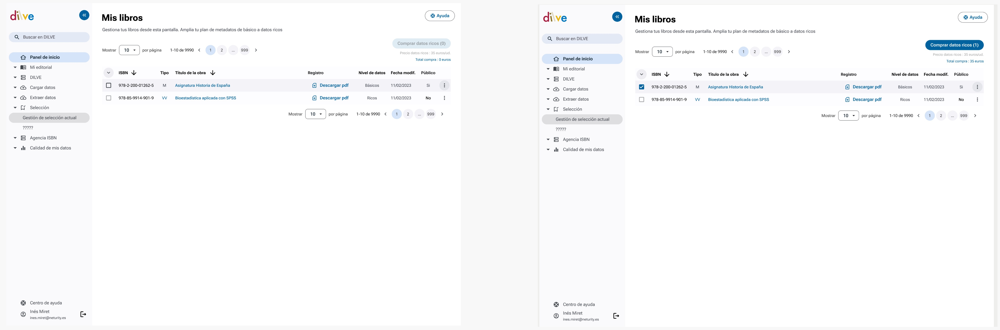 dilve
Buscar en DILVE
Panel de inicio
Mi editorial
DILVE
Cargar datos
Extraer datos
Selección
Gestión de selección actual
?????
Agencia ISBN
Calidad de mis datos
Centro de ayuda
Inés Miret
ines.miret@neturity.es
Mis libros
Ayuda
Gestiona tus libros desde esta pantalla. Amplia tu plan de metadatos de básico a datos ricos
Comprar datos ricos (0)
Mostrar 10 por página 1-10 de 9990 1 2 ... 999
Precio datos ricos : 35 euros/ud.
Total compra : 0 euros
ISBN Tipo Título de la obra Registro Nivel de datos Fecha modif. Público
978-2-200-01262-5 M Asignatura Historia de España Descargar pdf Básicos 11/02/2023 Si
978-85-9914-901-9 VV Bioestadística aplicada con SPSS Descargar pdf Ricos 11/02/2023 No
Mostrar 10 por página 1-10 de 9990 1 2 ... 999
dilve
Buscar en DILVE
Panel de inicio
Mi editorial
DILVE
Cargar datos
Extraer datos
Selección
Gestión de selección actual
?????
Agencia ISBN
Calidad de mis datos
Centro de ayuda
Inés Miret
ines.miret@neturity.es
Mis libros
Ayuda
Gestiona tus libros desde esta pantalla. Amplia tu plan de metadatos de básico a datos ricos
Comprar datos ricos (1)
Mostrar 10 por página 1-10 de 9990 1 2 ... 999
Precio datos ricos : 35 euros/ud.
Total compra : 35 euros
ISBN Tipo Título de la obra Registro Nivel de datos Fecha modif. Público
978-2-200-01262-5 M Asignatura Historia de España Descargar pdf Básicos 11/02/2023 Si
978-85-9914-901-9 VV Bioestadística aplicada con SPSS Descargar pdf Ricos 11/02/2023 No
Mostrar 10 por página 1-10 de 9990 1 2 ... 999